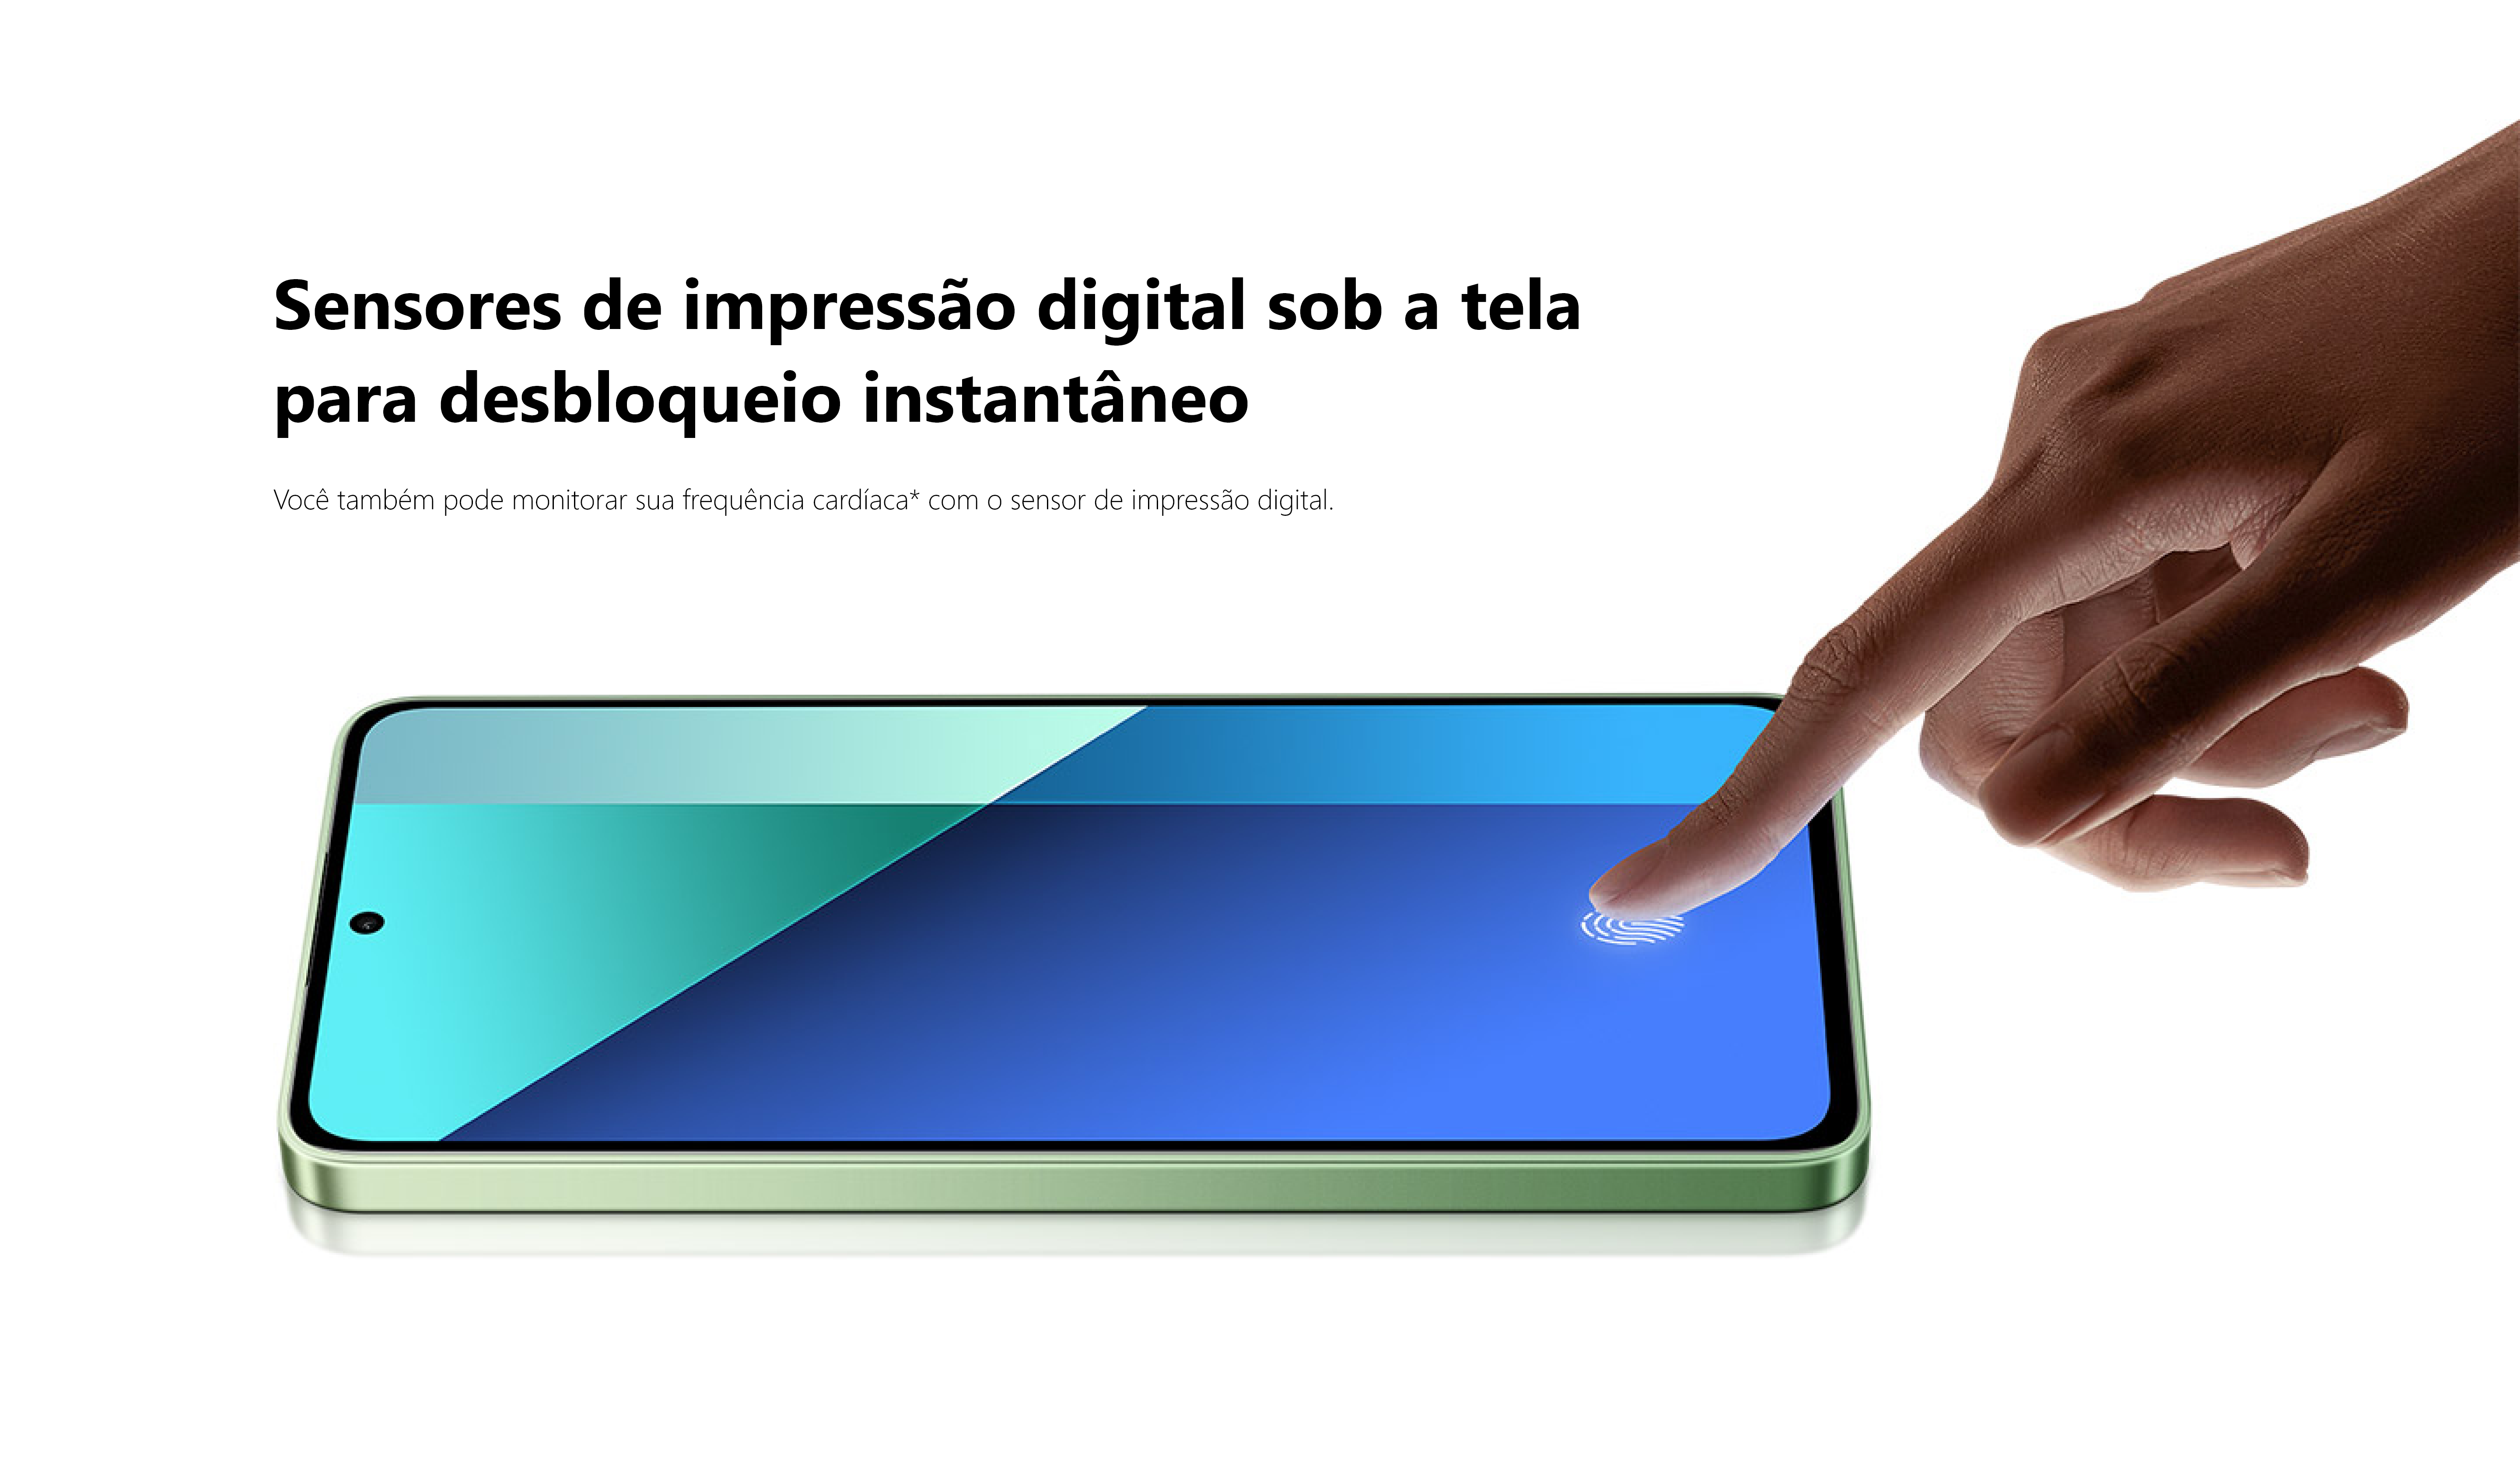 Sensores de impressão digital sob a tela
para desbloqueio instantâneo
Você também pode monitorar sua frequência cardíaca* com o sensor de impressão digital.